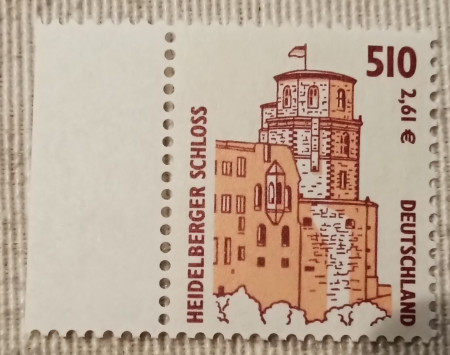 510
2,61 €
HEIDELBERGER SCHLOSS
DEUTSCHLAND